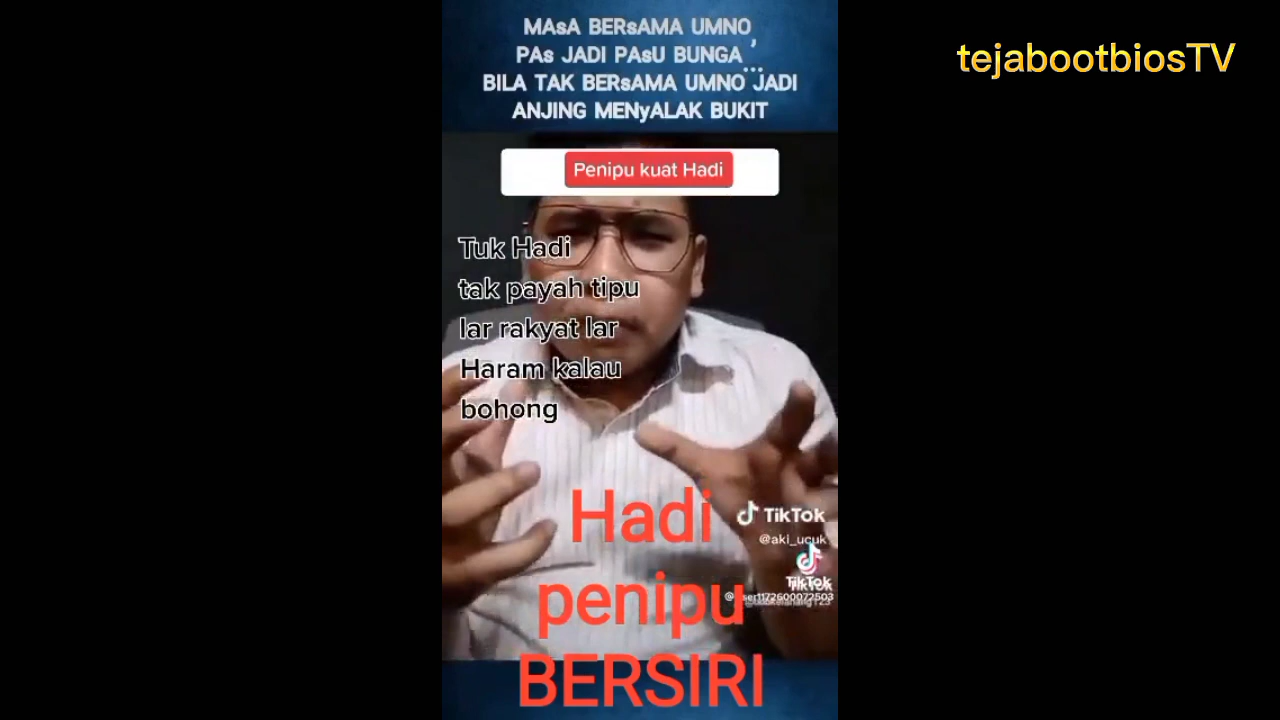 MAsA BERsAMA UMNO,
PAs JADI PAsU BUNGA
BILA TAK BERsAMA UMNO...JADI
ANJING MENyALAK BUKIT
tejabootbiosTV
Penipu kuat Hadi
Tuk Hadi
tak payah tipu
lar rakyat lar
Haram kalau
bohong
Hadi
penipu
BERSIRI
TikTok
@aki_ucuk
TikTok